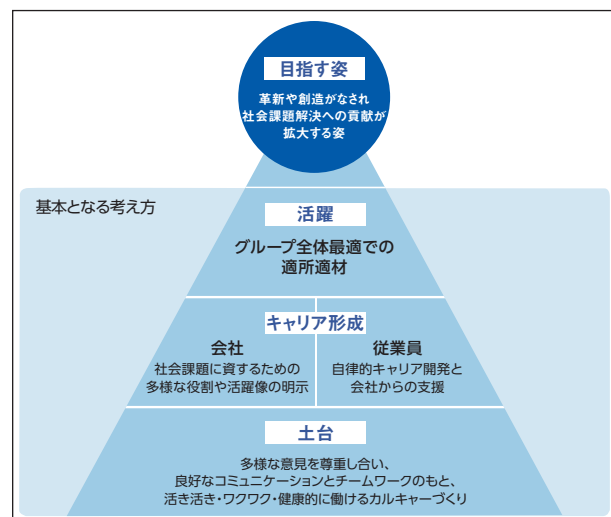 目指す姿
革新や創造がなされ
社会課題解決への貢献が
拡大する姿
基本となる考え方
活躍
グループ全体最適での
適所適材
キャリア形成
会社
社会課題に資するための
多様な役割や活躍像の明示
従業員
自律的キャリア開発と
会社からの支援
土台
多様な意見を尊重し合い、
良好なコミュニケーションとチームワークのもと、
活き活き・ワクワク・健康的に働けるカルチャーづくり